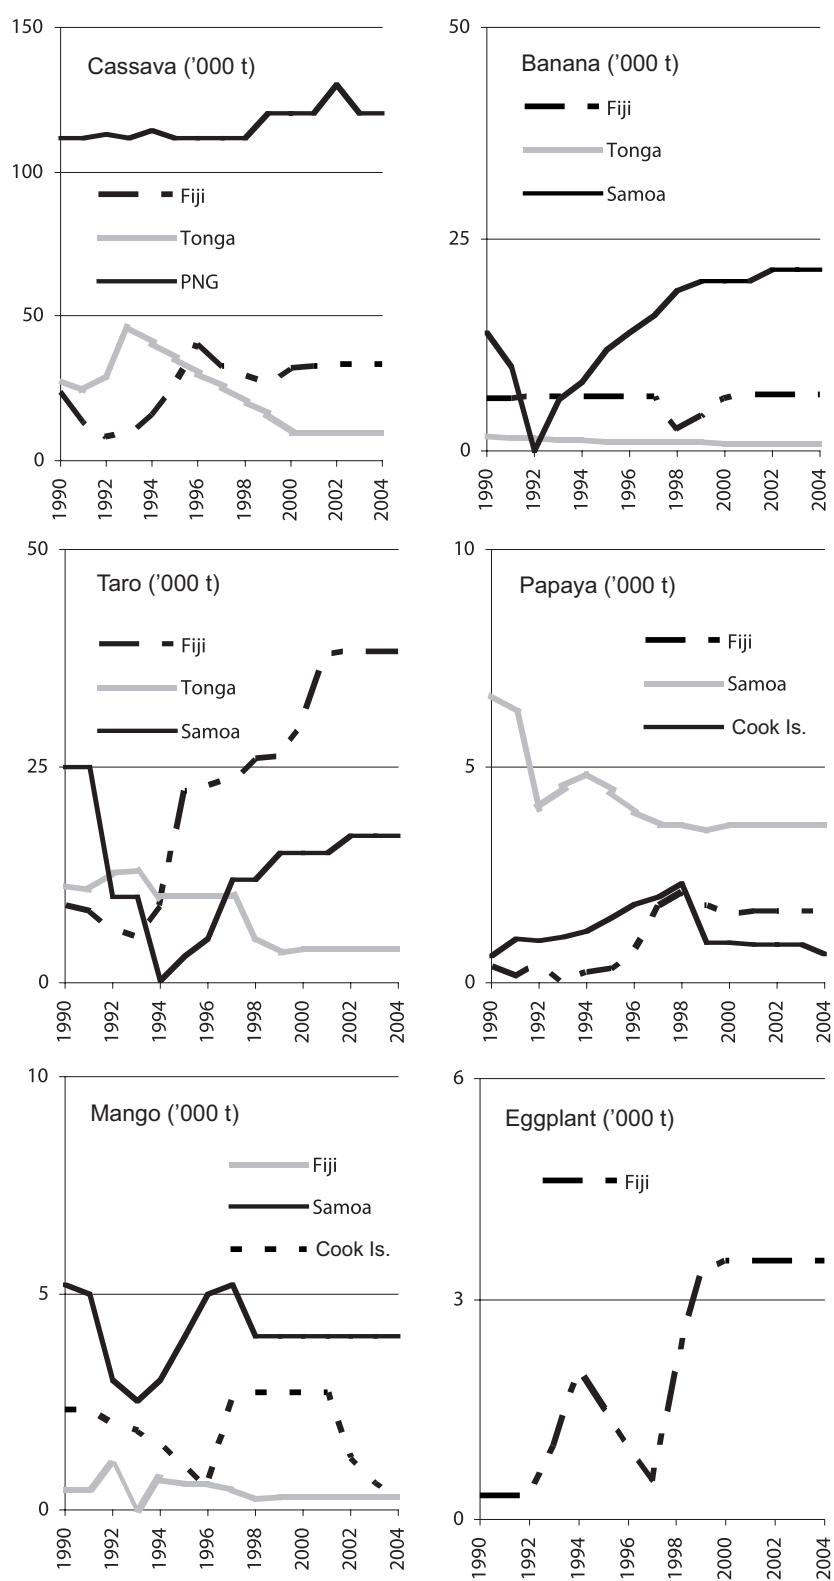 Cassava ('000 t)
150
100
50
0
Fiji
Tonga
PNG
1990 1992 1994 1996 1998 2000 2002 2004
Banana ('000 t)
50
25
0
Fiji
Tonga
Samoa
1990 1992 1994 1996 1998 2000 2002 2004
Taro ('000 t)
50
25
0
Fiji
Tonga
Samoa
1990 1992 1994 1996 1998 2000 2002 2004
Papaya ('000 t)
10
5
0
Fiji
Samoa
Cook Is.
1990 1992 1994 1996 1998 2000 2002 2004
Mango ('000 t)
10
5
0
Fiji
Samoa
Cook Is.
1990 1992 1994 1996 1998 2000 2002 2004
Eggplant ('000 t)
6
3
0
Fiji
1990 1992 1994 1996 1998 2000 2002 2004